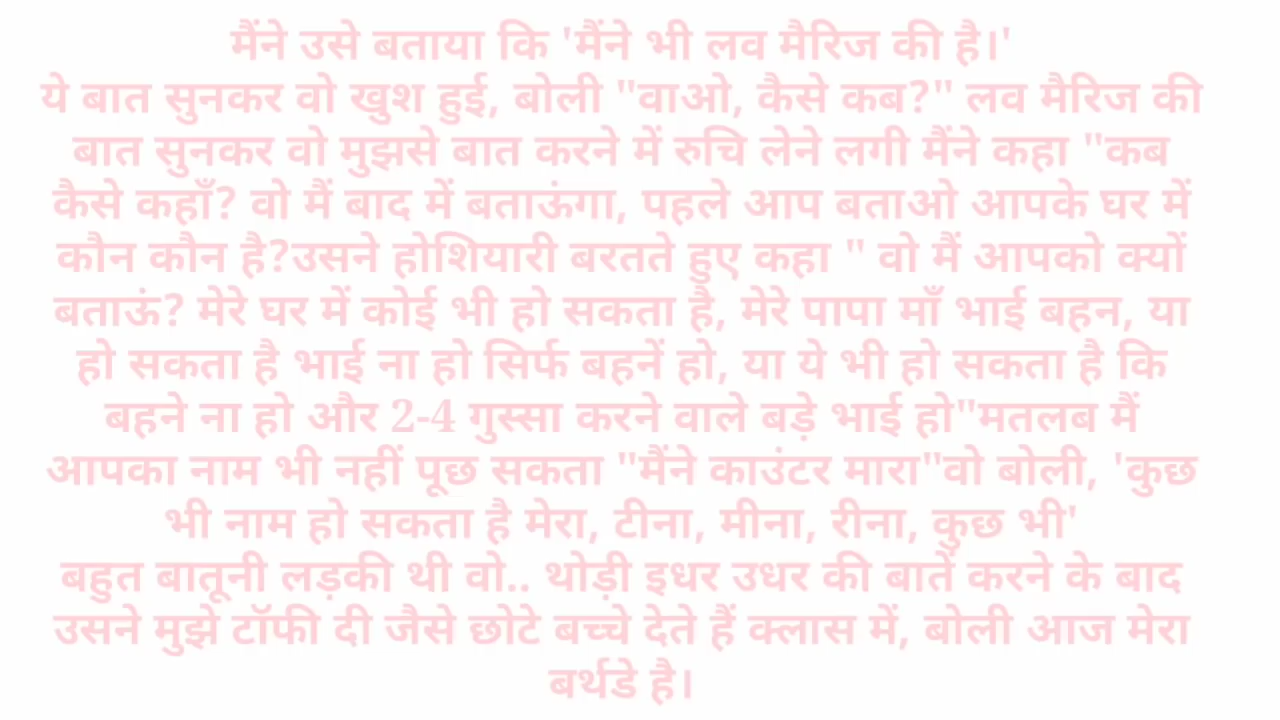 मैंने उसे बताया कि 'मैंने भी लव मैरिज की है।'
ये बात सुनकर वो खुश हुई, बोली "वाओ, कैसे कब?" लव मैरिज की
बात सुनकर वो मुझसे बात करने में रुचि लेने लगी मैंने कहा "कब
कैसे कहाँ? वो मैं बाद में बताऊंगा, पहले आप बताओ आपके घर में
कौन कौन है?उसने होशियारी बरतते हुए कहा " वो मैं आपको क्यों
बताऊं? मेरे घर में कोई भी हो सकता है, मेरे पापा माँ भाई बहन, या
हो सकता है भाई ना हो सिर्फ बहनें हो, या ये भी हो सकता है कि
बहने ना हो और 2-4 गुस्सा करने वाले बड़े भाई हो"मतलब मैं
आपका नाम भी नहीं पूछ सकता "मैंने काउंटर मारा"वो बोली, 'कुछ
भी नाम हो सकता है मेरा, टीना, मीना, रीना, कुछ भी'
बहुत बातूनी लड़की थी वो.. थोड़ी इधर उधर की बातें करने के बाद
उसने मुझे टॉफी दी जैसे छोटे बच्चे देते हैं क्लास में, बोली आज मेरा
बर्थडे है।